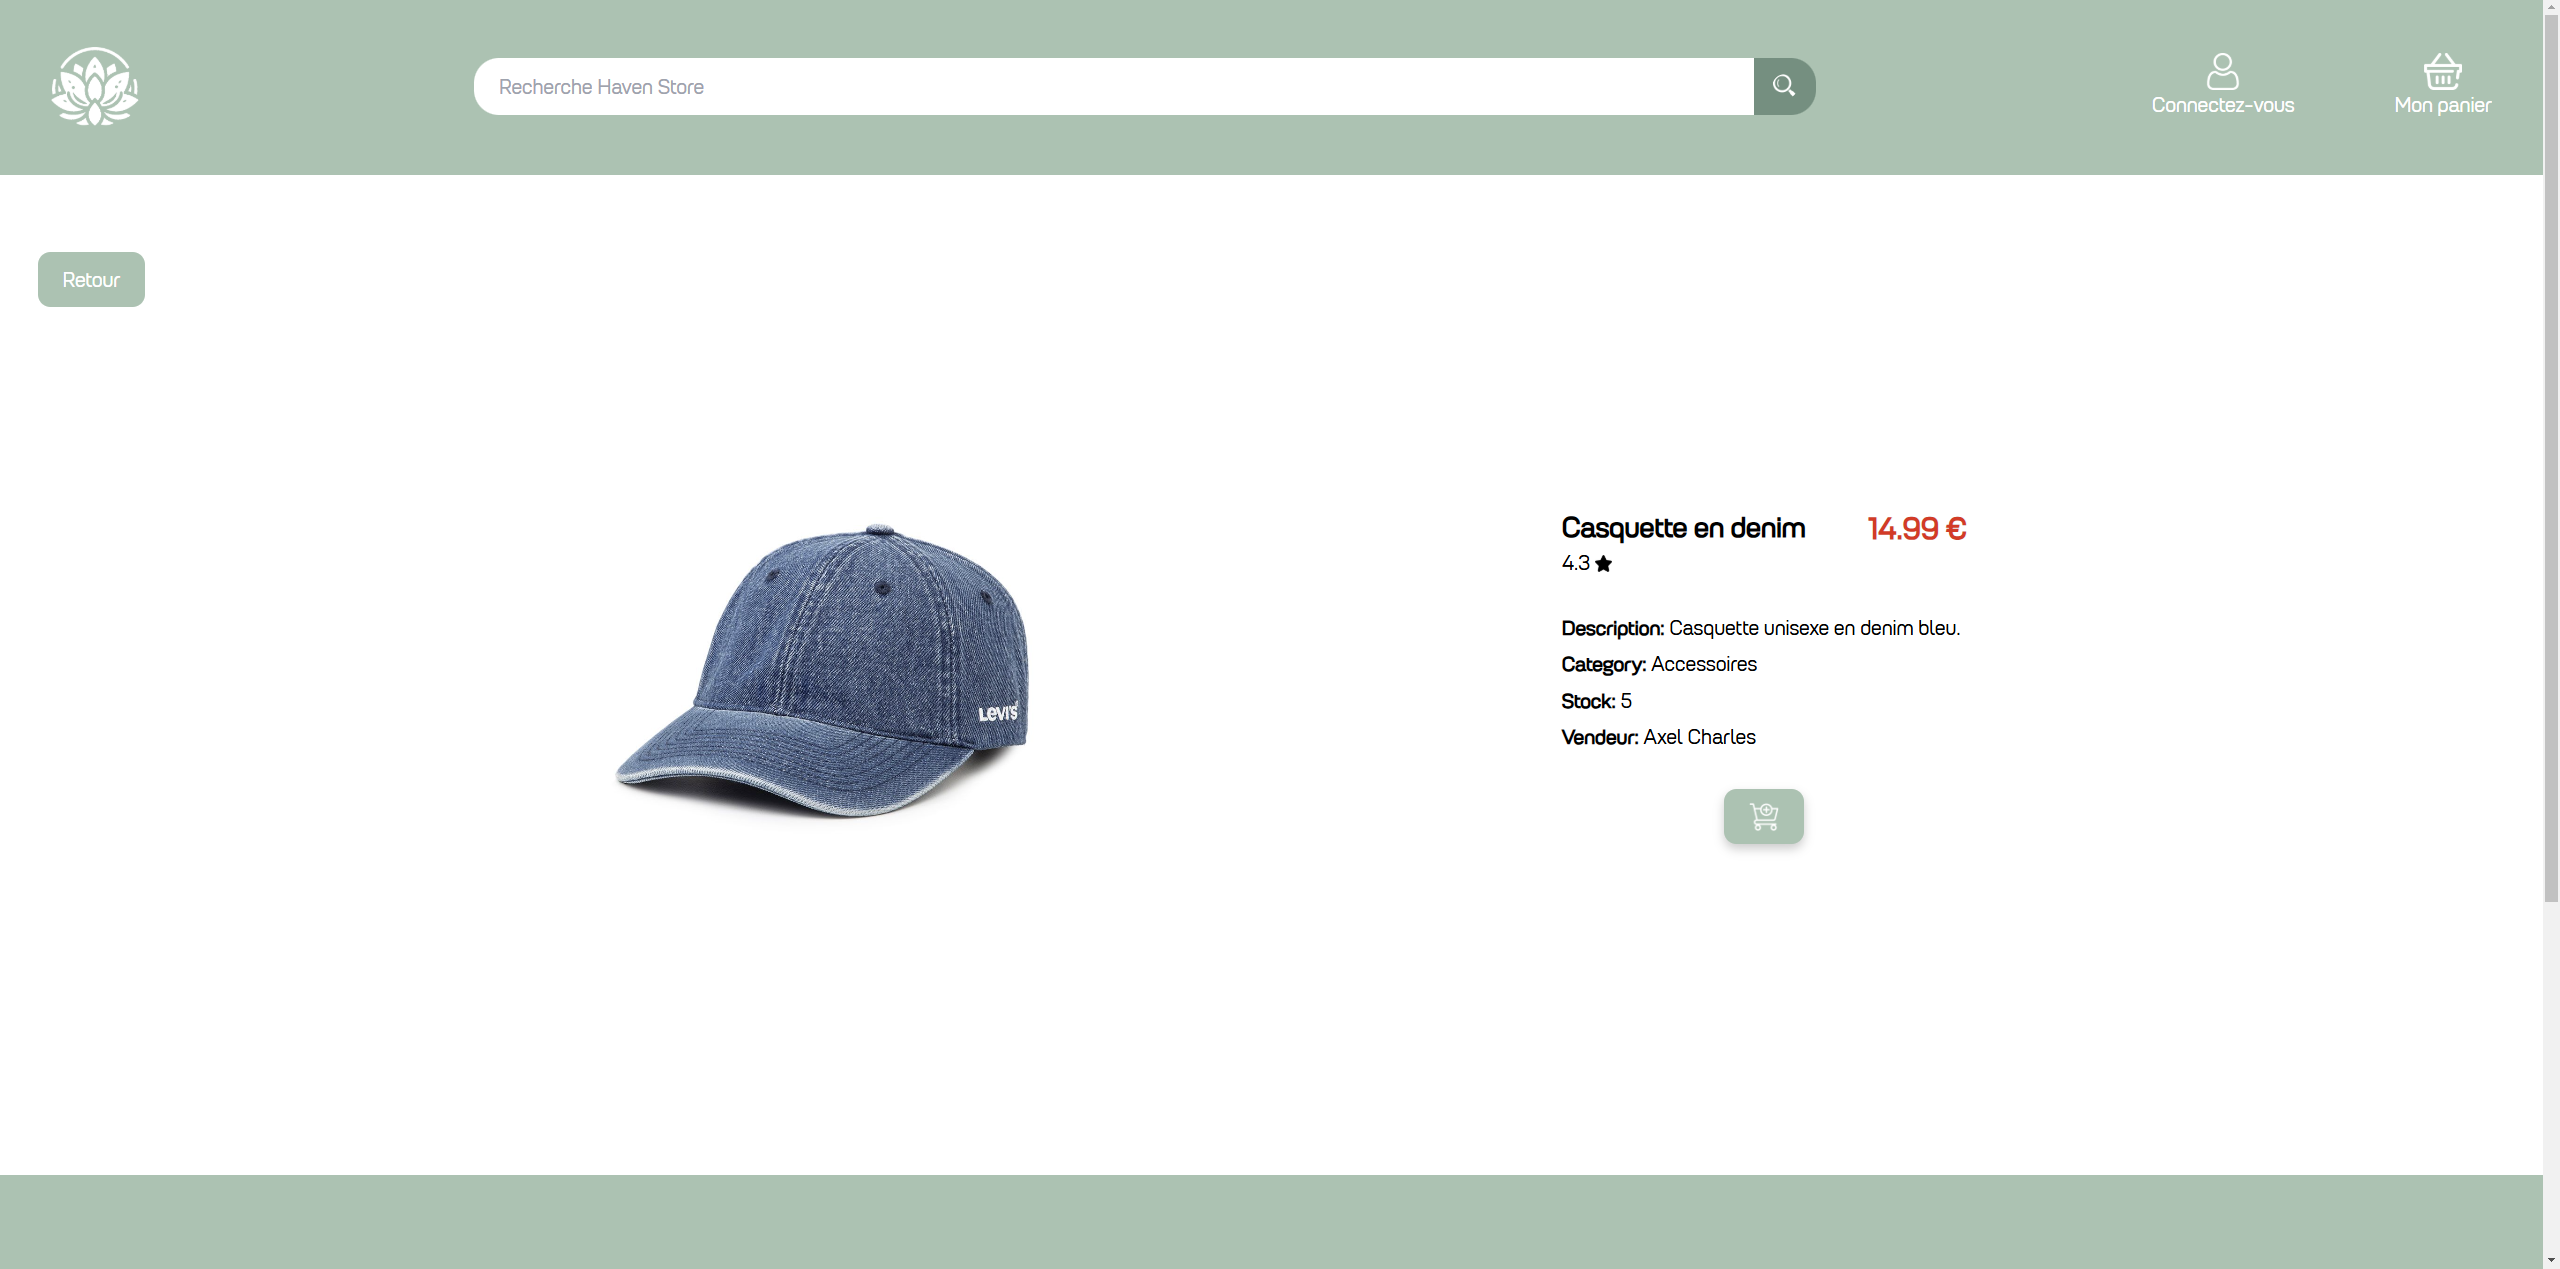 Recherche Haven Store
Connectez-vous
Mon panier
Retour
Casquette en denim
14.99 €
4.3
Description: Casquette unisexe en denim bleu.
Category: Accessoires
Stock: 5
Vendeur: Axel Charles
Levi's